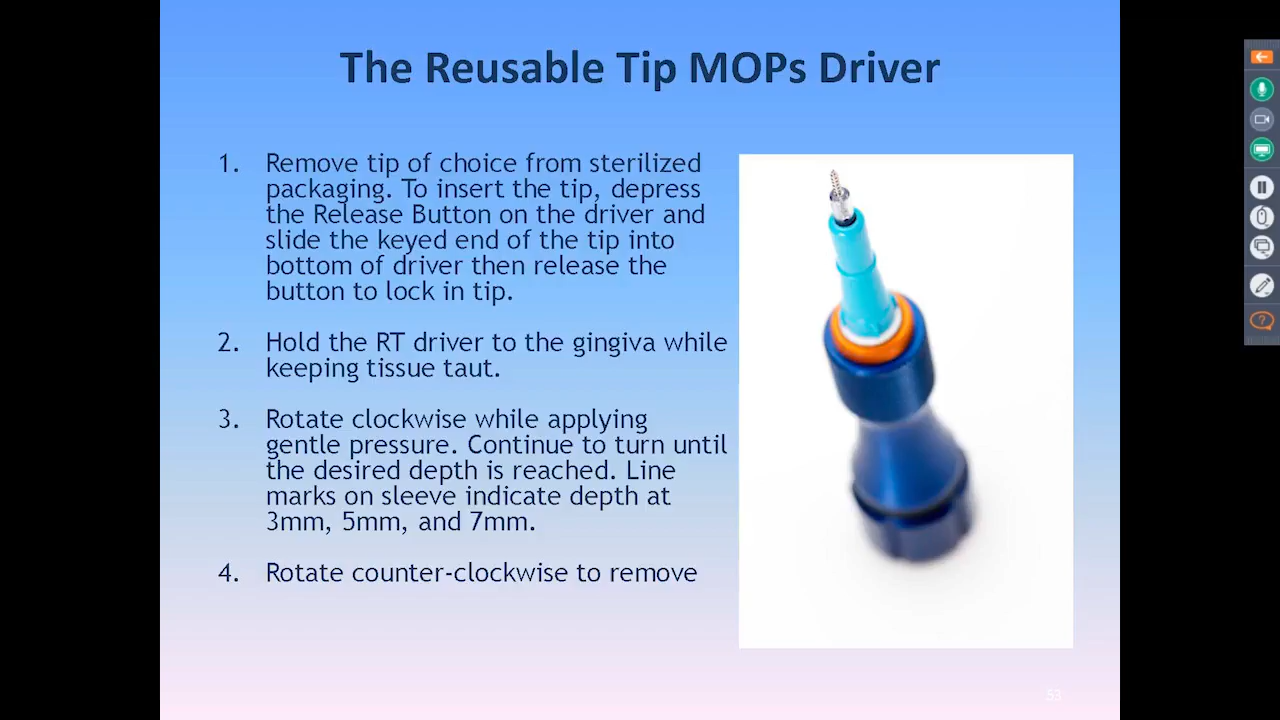 The Reusable Tip MOPs Driver
1. Remove tip of choice from sterilized
packaging. To insert the tip, depress
the Release Button on the driver and
slide the keyed end of the tip into
bottom of driver then release the
button to lock in tip.
2. Hold the RT driver to the gingiva while
keeping tissue taut.
3. Rotate clockwise while applying
gentle pressure. Continue to turn until
the desired depth is reached. Line
marks on sleeve indicate depth at
3mm, 5mm, and 7mm.
4. Rotate counter-clockwise to remove
53